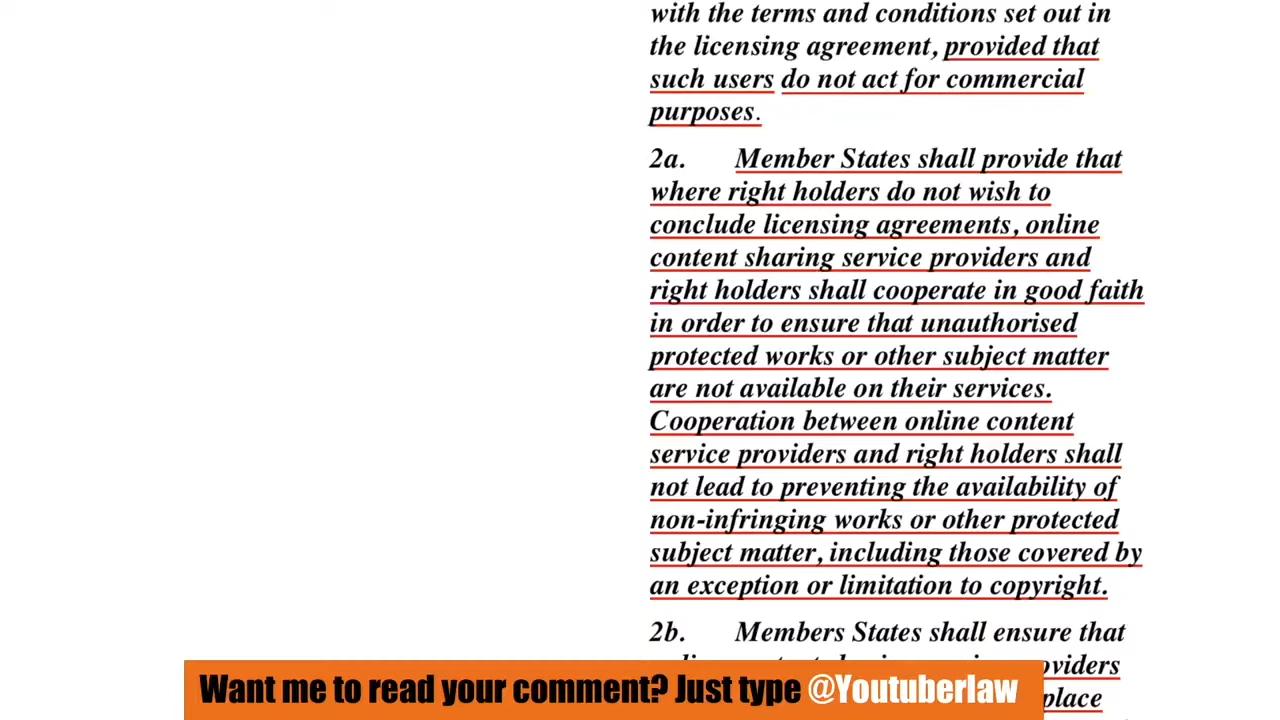 with the terms and conditions set out in
the licensing agreement, provided that
such users do not act for commercial
purposes.
2a. Member States shall provide that
where right holders do not wish to
conclude licensing agreements, online
content sharing service providers and
right holders shall cooperate in good faith
in order to ensure that unauthorised
protected works or other subject matter
are not available on their services.
Cooperation between online content
service providers and right holders shall
not lead to preventing the availability of
non-infringing works or other protected
subject matter, including those covered by
an exception or limitation to copyright.
2b. Members States shall ensure that
place
Want me to read your comment? Just type @Youtuberlaw